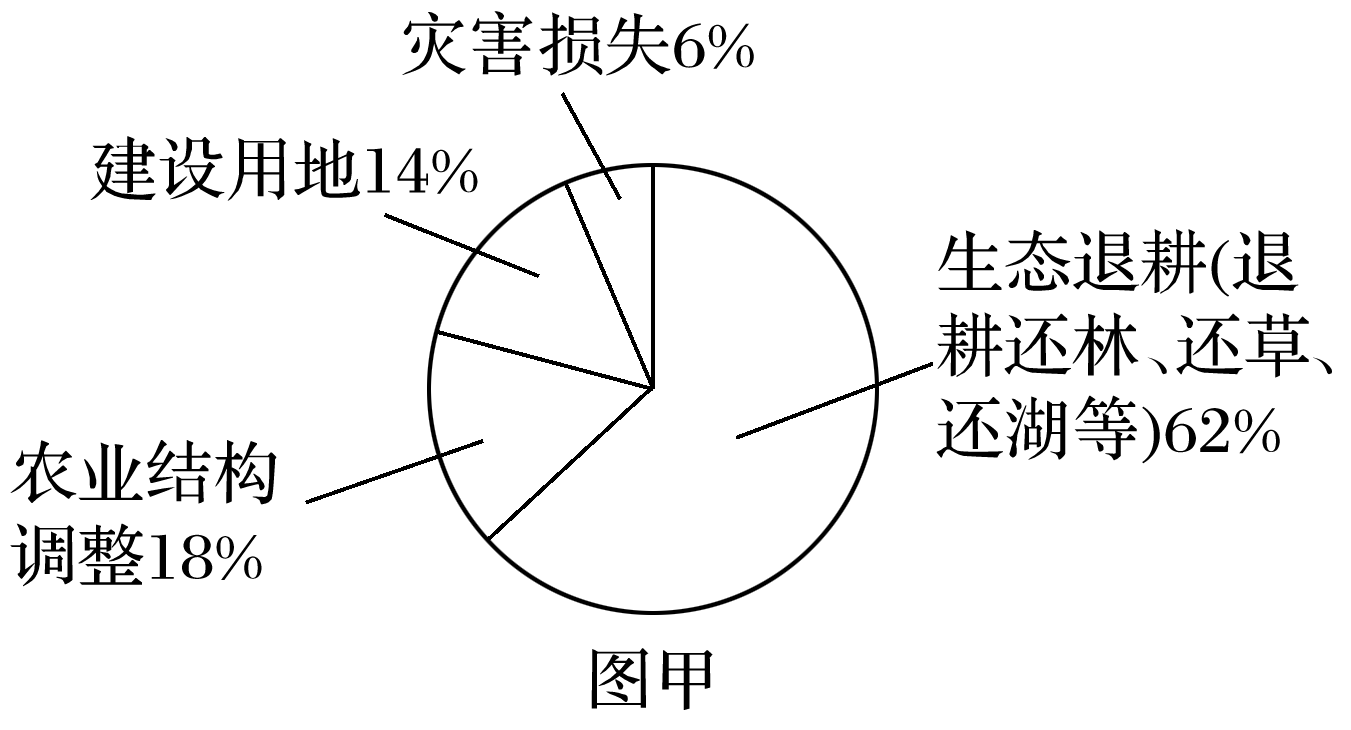 灾害损失6%
建设用地14%
生态退耕(退
耕还林、还草、
还湖等)62%
农业结构
调整18%
图甲